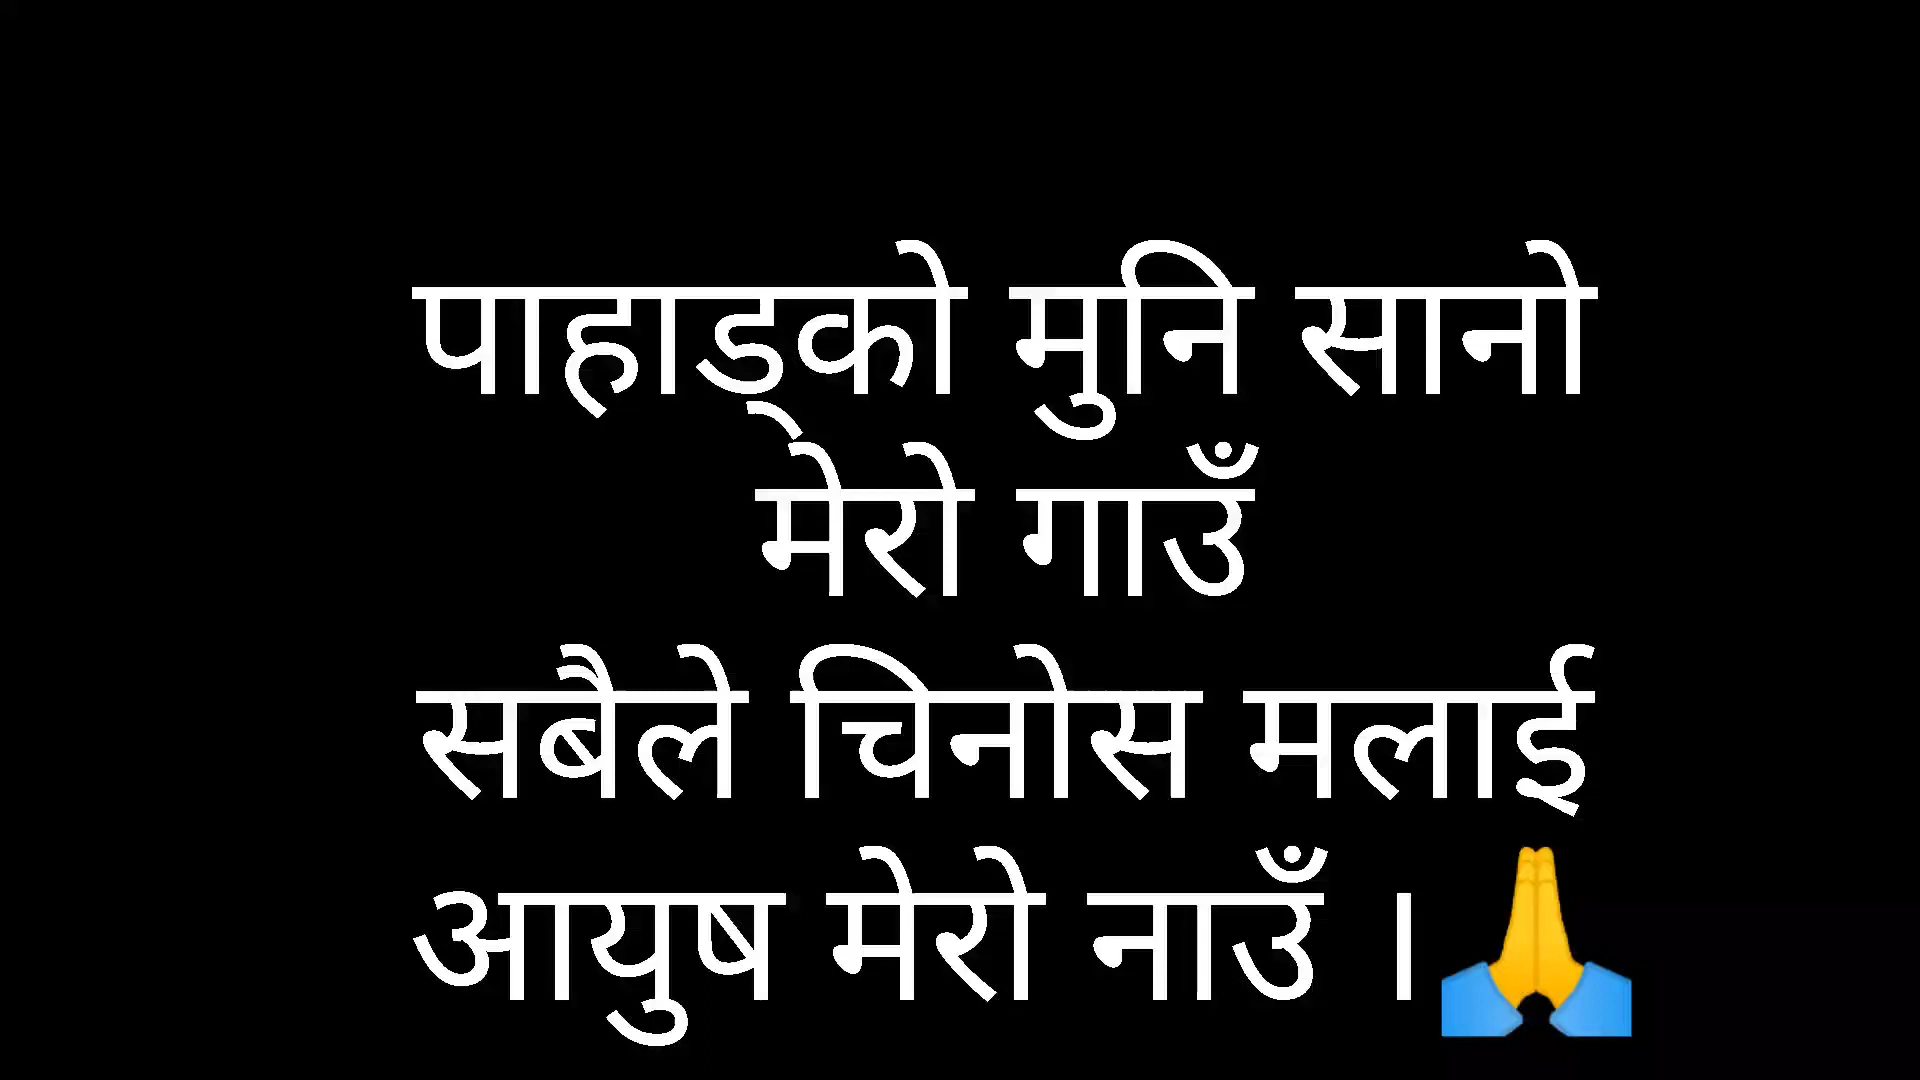 पाहाड्को मुनि सानो
मेरो गाउँ
सबैले चिनोस मलाई
आयुष मेरो नाउँ ।🙏